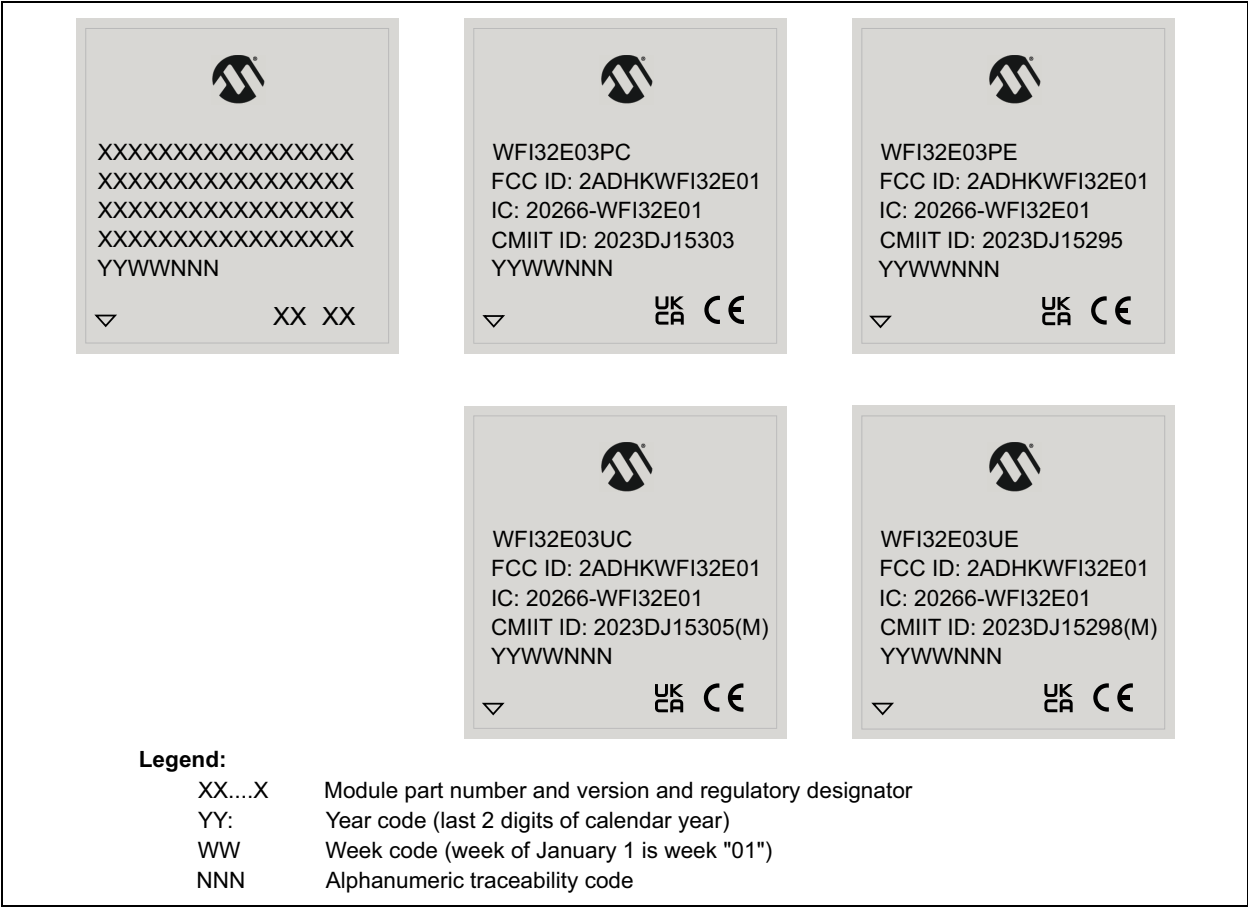 XXXXXXXXXXXXXXXXX
XXXXXXXXXXXXXXXXX
XXXXXXXXXXXXXXXXX
XXXXXXXXXXXXXXXXX
YYWWNNN
XX XX
WFI32E03PC
FCC ID: 2ADHKWFI32E01
IC: 20266-WFI32E01
CMIIT ID: 2023DJ15303
YYWWNNN
UK
CA CE
WFI32E03PE
FCC ID: 2ADHKWFI32E01
IC: 20266-WFI32E01
CMIIT ID: 2023DJ15295
YYWWNNN
UK
CA CE
WFI32E03UC
FCC ID: 2ADHKWFI32E01
IC: 20266-WFI32E01
CMIIT ID: 2023DJ15305(M)
YYWWNNN
UK
CA CE
WFI32E03UE
FCC ID: 2ADHKWFI32E01
IC: 20266-WFI32E01
CMIIT ID: 2023DJ15298(M)
YYWWNNN
UK
CA CE
Legend:
XX....X Module part number and version and regulatory designator
YY: Year code (last 2 digits of calendar year)
WW Week code (week of January 1 is week "01")
NNN Alphanumeric traceability code